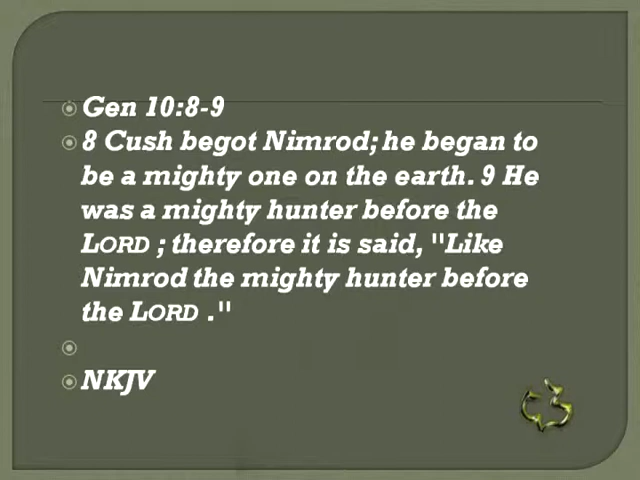 Gen 10:8-9
8 Cush begot Nimrod; he began to
be a mighty one on the earth. 9 He
was a mighty hunter before the
LORD ; therefore it is said, "Like
Nimrod the mighty hunter before
the LORD ."
NKJV